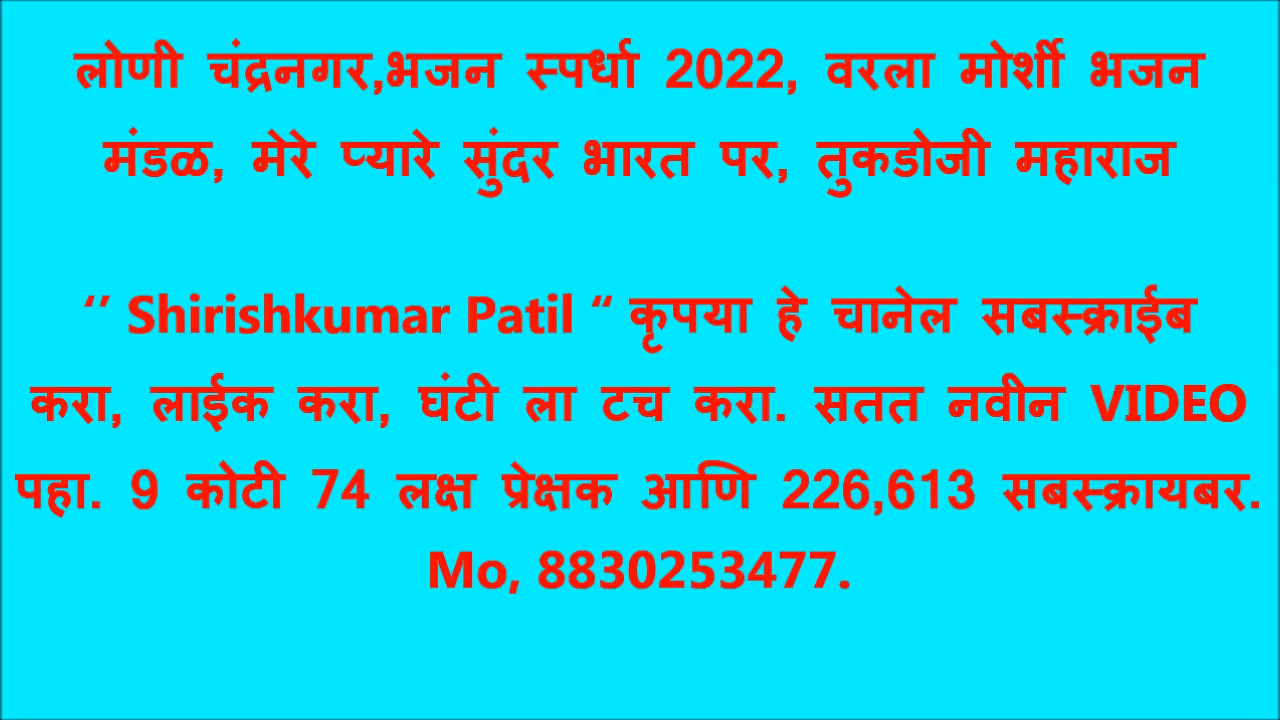 लोणी चंद्रनगर,भजन स्पर्धा 2022, वरला मोर्शी भजन
मंडळ, मेरे प्यारे सुंदर भारत पर, तुकडोजी महाराज
‘’ Shirishkumar Patil “ कृपया हे चानेल सबस्क्राईब
करा, लाईक करा, घंटी ला टच करा. सतत नवीन VIDEO
पहा. 9 कोटी 74 लक्ष प्रेक्षक आणि 226,613 सबस्क्रायबर.
Mo, 8830253477.